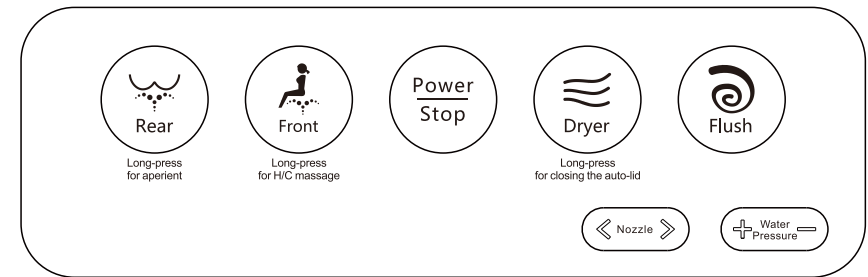 Rear
Long-press
for aperient
Front
Long-press
for H/C massage
Power
Stop
Dryer
Long-press
for closing the auto-lid
Flush
Nozzle
Water
Pressure